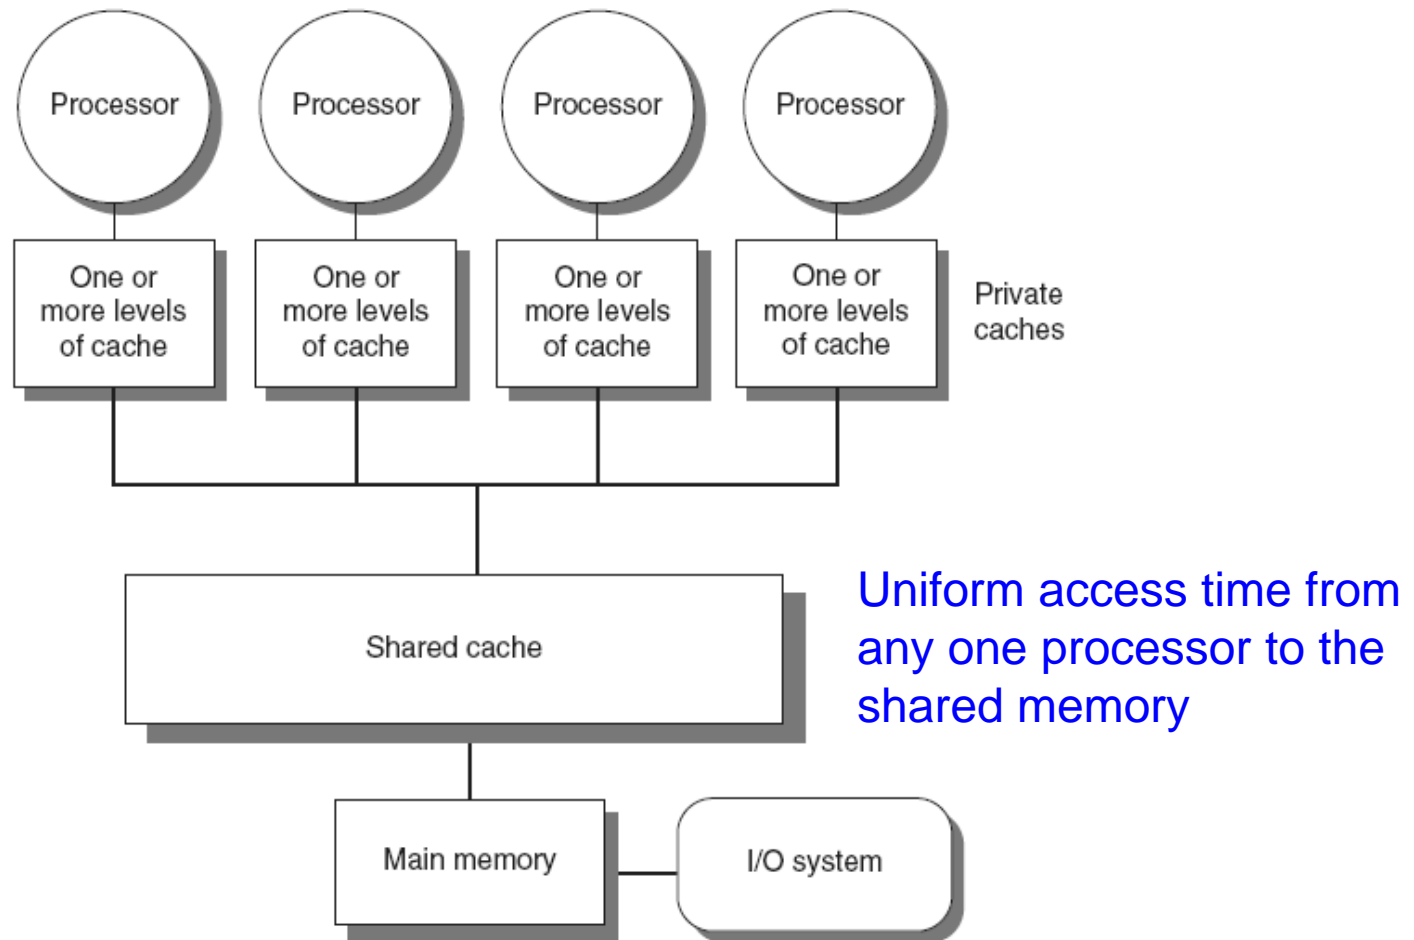 Processor
Processor
Processor
Processor
One or
more levels
of cache
One or
more levels
of cache
One or
more levels
of cache
One or
more levels
of cache
Private
caches
Shared cache
Uniform access time from
any one processor to the
shared memory
Main memory
I/O system